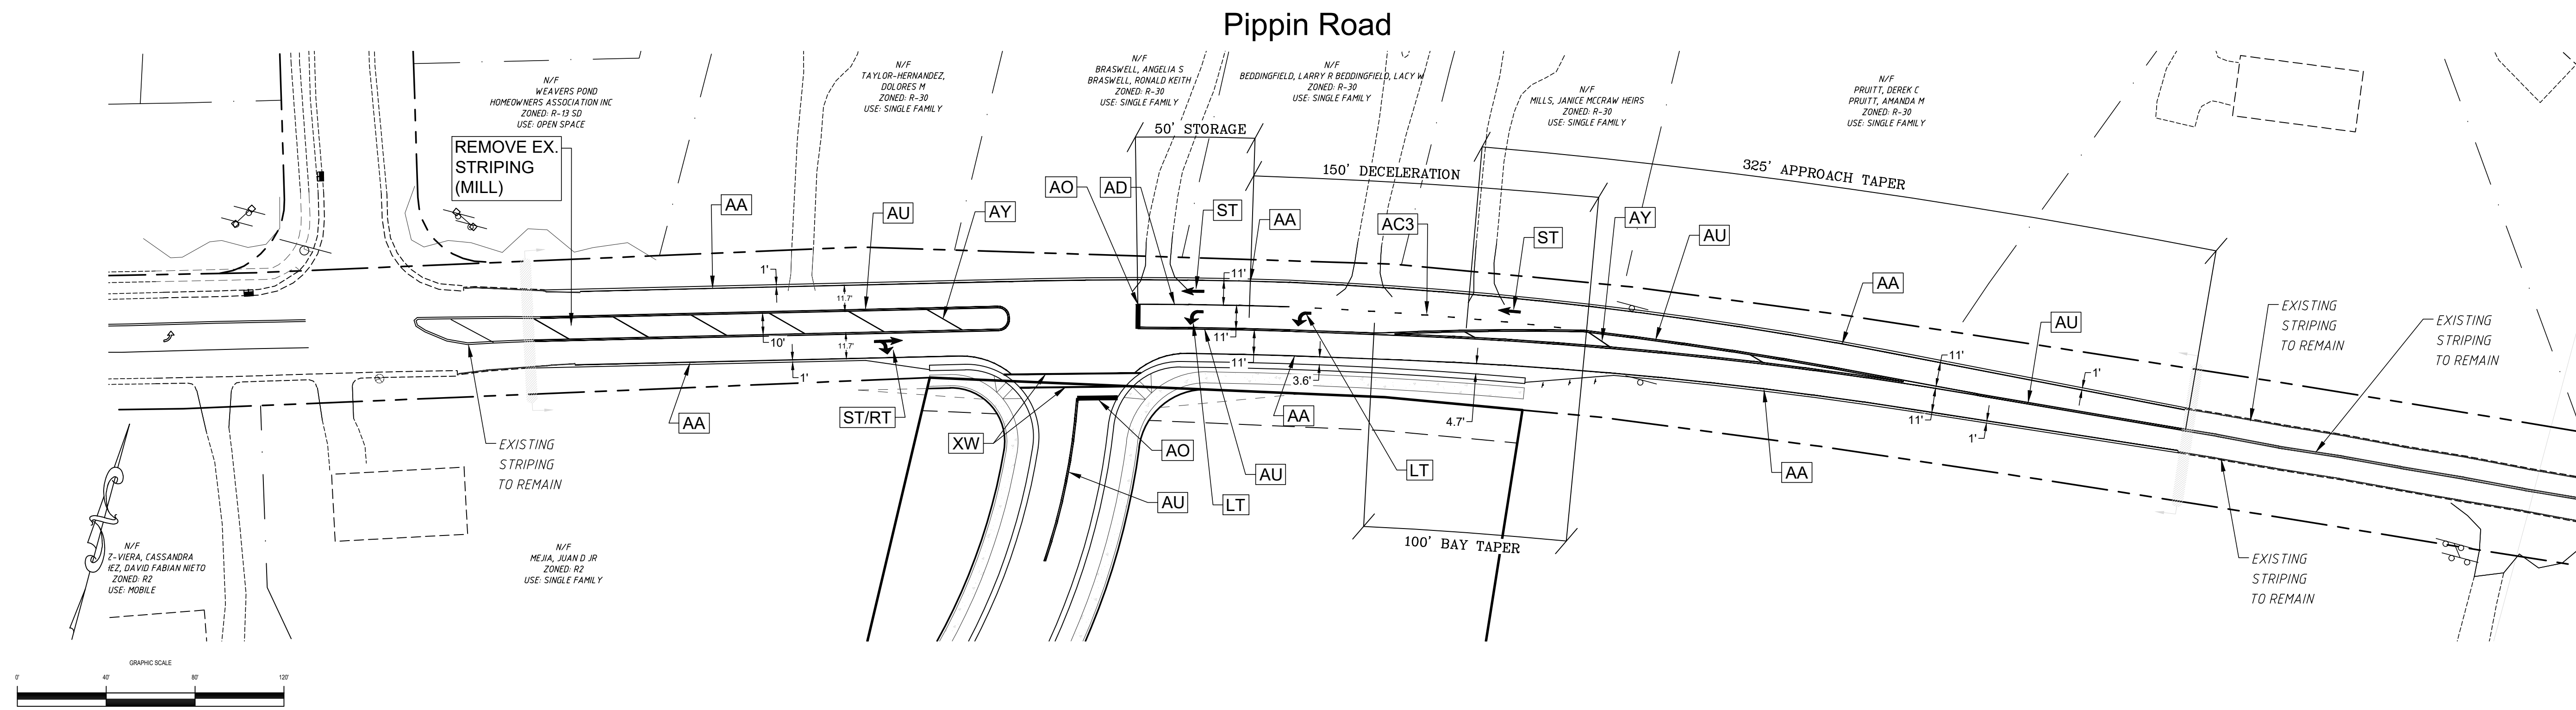 Pippin Road
N/F
WEAVERS POND
HOMEOWNERS ASSOCIATION INC
ZONED: R-13 SD
USE: OPEN SPACE
N/F
TAYLOR-HERNANDEZ,
DOLORES M
ZONED: R-30
USE: SINGLE FAMILY
N/F
BRASWELL, ANGELIA S
BRASWELL, RONALD KEITH
ZONED: R-30
USE: SINGLE FAMILY
N/F
BEDDINGFIELD, LARRY R BEDDINGFIELD, LACY W
ZONED: R-30
USE: SINGLE FAMILY
N/F
MILLS, JANICE MCCRAW HEIRS
ZONED: R-30
USE: SINGLE FAMILY
N/F
PRUITT, DEREK C
PRUITT, AMANDA M
ZONED: R-30
USE: SINGLE FAMILY
REMOVE EX.
STRIPING
(MILL)
50' STORAGE
150' DECELERATION
325' APPROACH TAPER
AA
AU
AY
AO
AD
ST
AA
AC3
ST
AY
AU
AA
AU
EXISTING
STRIPING
TO REMAIN
EXISTING
STRIPING
TO REMAIN
1'
11.7'
10'
11.7'
1'
11'
11'
11'
3.6'
4.7'
11'
11'
1'
1'
EXISTING
STRIPING
TO REMAIN
AA
ST/RT
XW
AO
AU
AU
LT
AA
LT
AA
100' BAY TAPER
EXISTING
STRIPING
TO REMAIN
N/F
Z-VIERA, CASSANDRA
EZ, DAVID FABIAN NIETO
ZONED: R2
USE: MOBILE
N/F
MEJIA, JUAN D JR
ZONED: R2
USE: SINGLE FAMILY
GRAPHIC SCALE
0' 40' 80' 120'